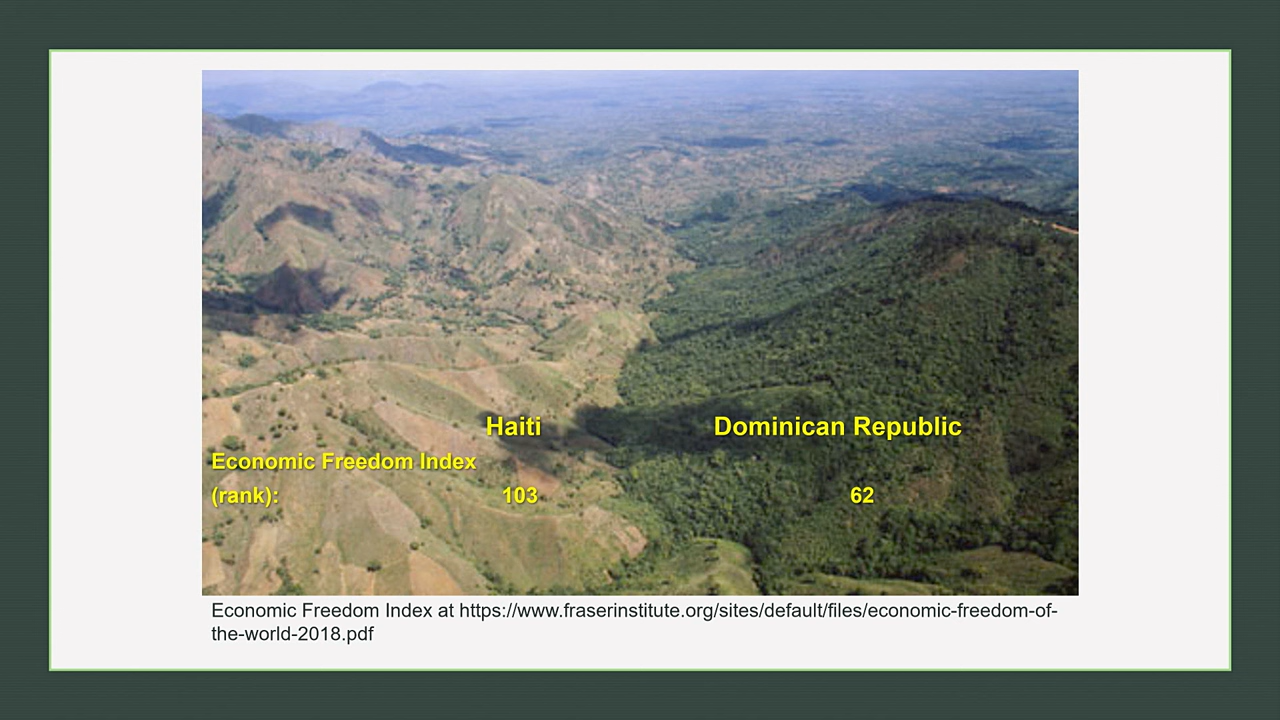 Haiti Dominican Republic
Economic Freedom Index
(rank): 103 62
Economic Freedom Index at https://www.fraserinstitute.org/sites/default/files/economic-freedom-of-
the-world-2018.pdf